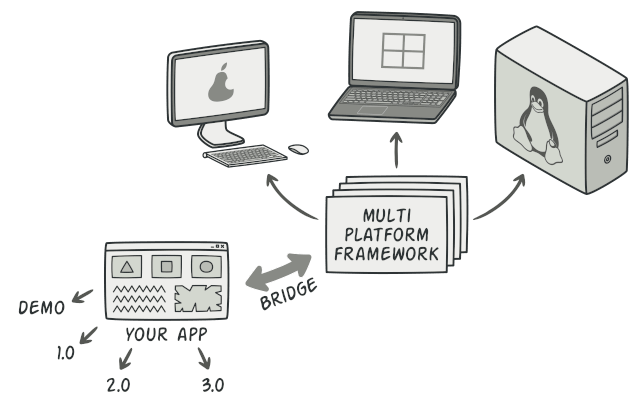 MULTI
PLATFORM
FRAMEWORK
BRIDGE
DEMO
YOUR APP
1.0
2.0
3.0